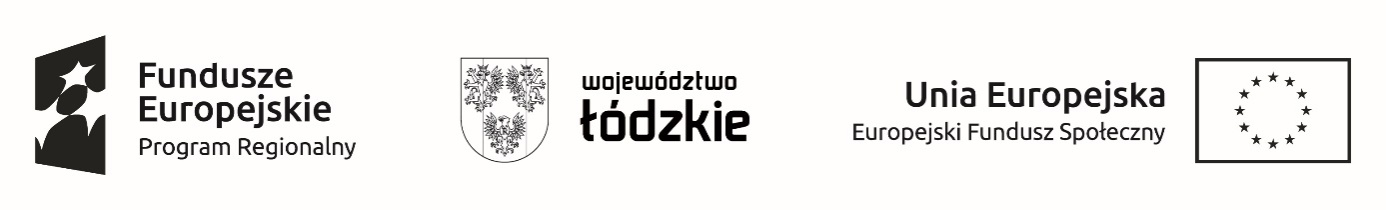 Fundusze
Europejskie
Program Regionalny
województwo
łódzkie
Unia Europejska
Europejski Fundusz Społeczny